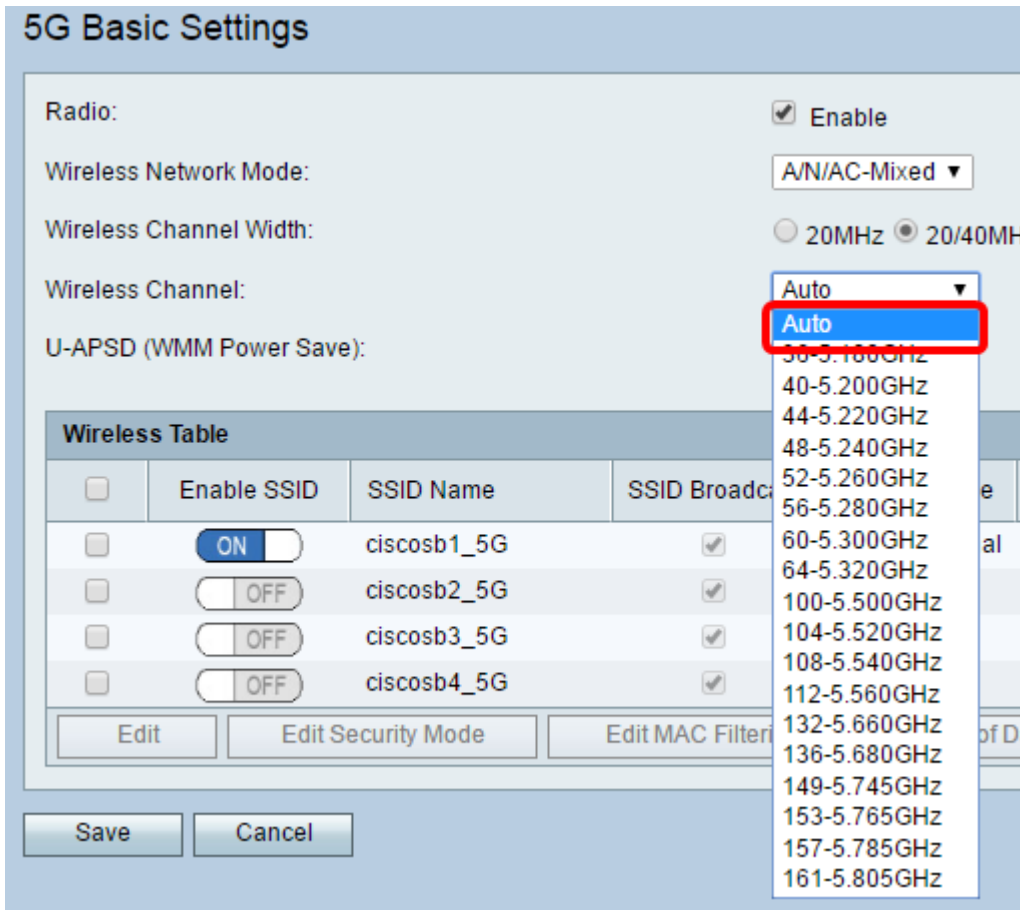 5G Basic Settings
Radio: Enable
Wireless Network Mode: A/N/AC-Mixed
Wireless Channel Width: 20MHz 20/40MH
Wireless Channel: Auto
Auto
U-APSD (WMM Power Save):
36-5.180GHz
40-5.200GHz
44-5.220GHz
48-5.240GHz
52-5.260GHz
56-5.280GHz
60-5.300GHz
64-5.320GHz
100-5.500GHz
104-5.520GHz
108-5.540GHz
112-5.560GHz
132-5.660GHz
136-5.680GHz
149-5.745GHz
153-5.765GHz
157-5.785GHz
161-5.805GHz
Wireless Table
Enable SSID SSID Name SSID Broadca e
ON ciscosb1_5G al
OFF ciscosb2_5G
OFF ciscosb3_5G
OFF ciscosb4_5G
Edit Edit Security Mode Edit MAC Filteri of D
Save Cancel